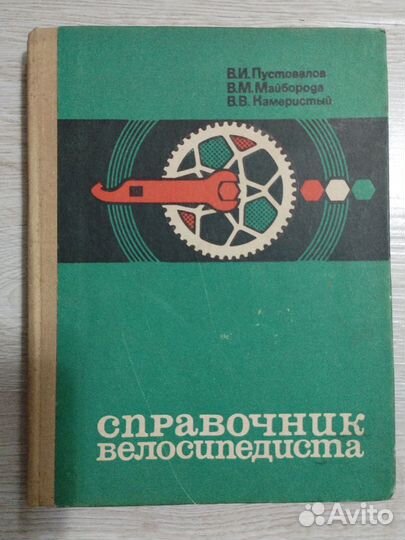 В.И. Пустовалов
В.М. Майборода
В.В. Камеристый
справочник
велосипедиста
Avito